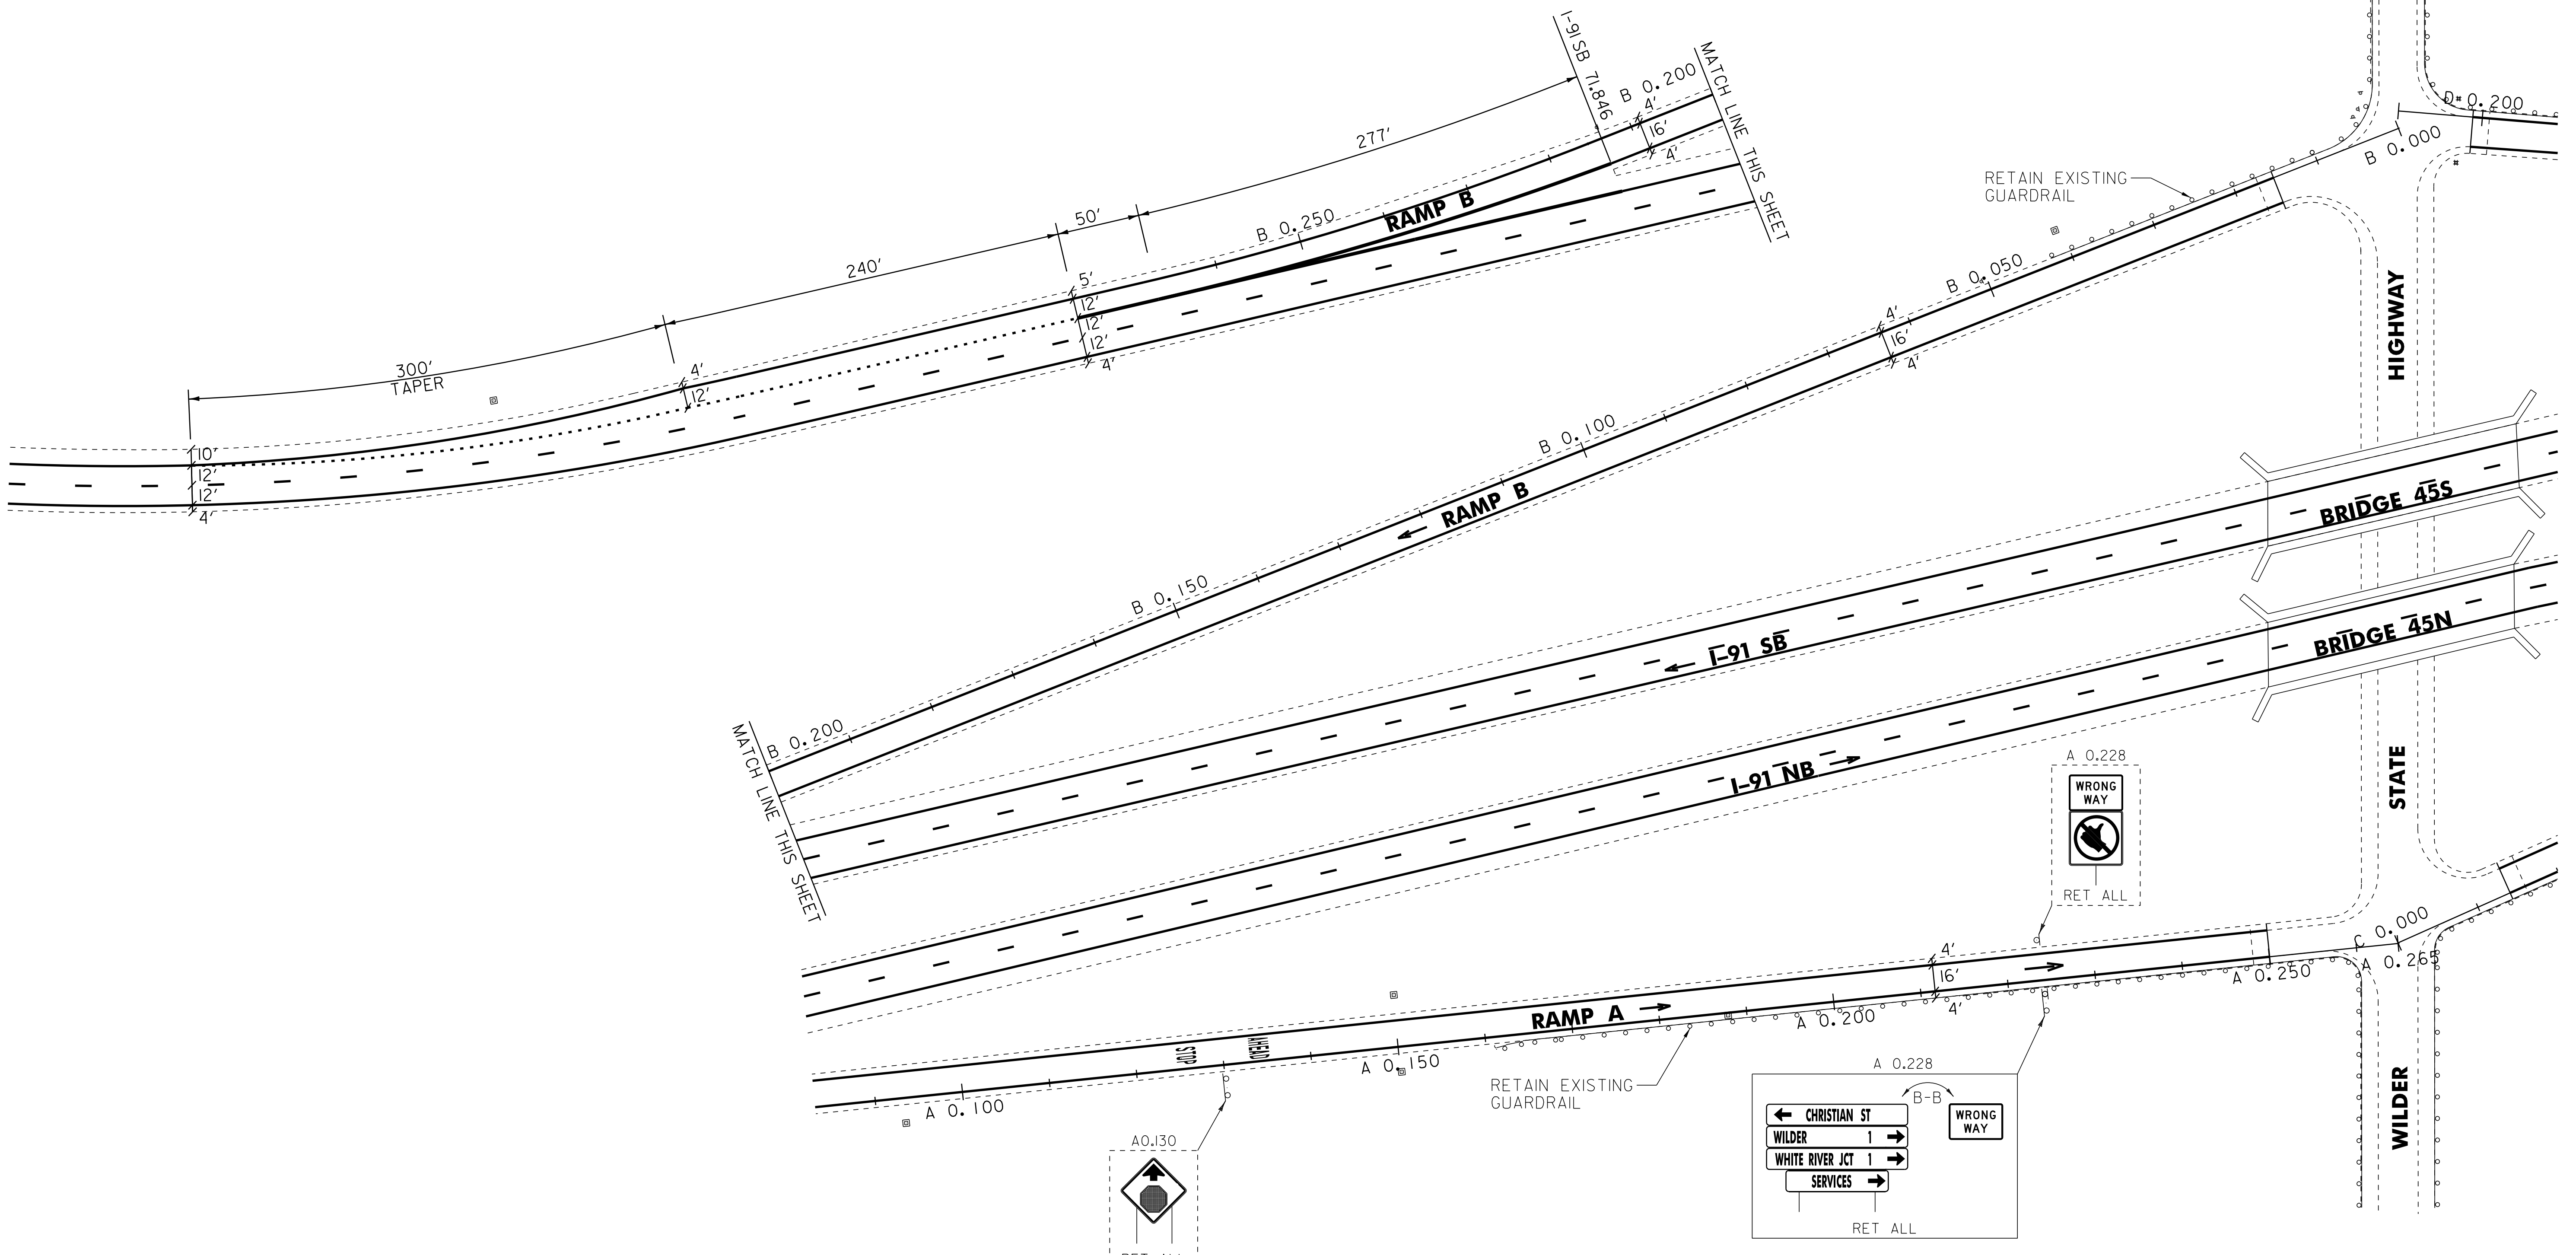 I-91 SB 71.846
MATCH LINE THIS SHEET
B 0.200
4'
16'
4'
277'
50'
240'
300'
TAPER
B 0.250
RAMP B
5'
12'
12'
12'
4'
4'
12'
10'
12'
12'
4'
D 0.200
B 0.000
RETAIN EXISTING
GUARDRAIL
B 0.050
4'
16'
4'
B 0.100
RAMP B
B 0.150
B 0.200
MATCH LINE THIS SHEET
HIGHWAY
STATE
WILDER
BRIDGE 45S
BRIDGE 45N
I-91 SB
I-91 NB
A 0.228
WRONG
WAY
RET ALL
C 0.000
A 0.265
A 0.250
4'
16'
4'
RAMP A
A 0.200
A 0.150
A 0.100
STOP
AHEAD
RETAIN EXISTING
GUARDRAIL
A 0.228
B-B
CHRISTIAN ST
WILDER 1
WHITE RIVER JCT 1
SERVICES
WRONG
WAY
RET ALL
A0.130